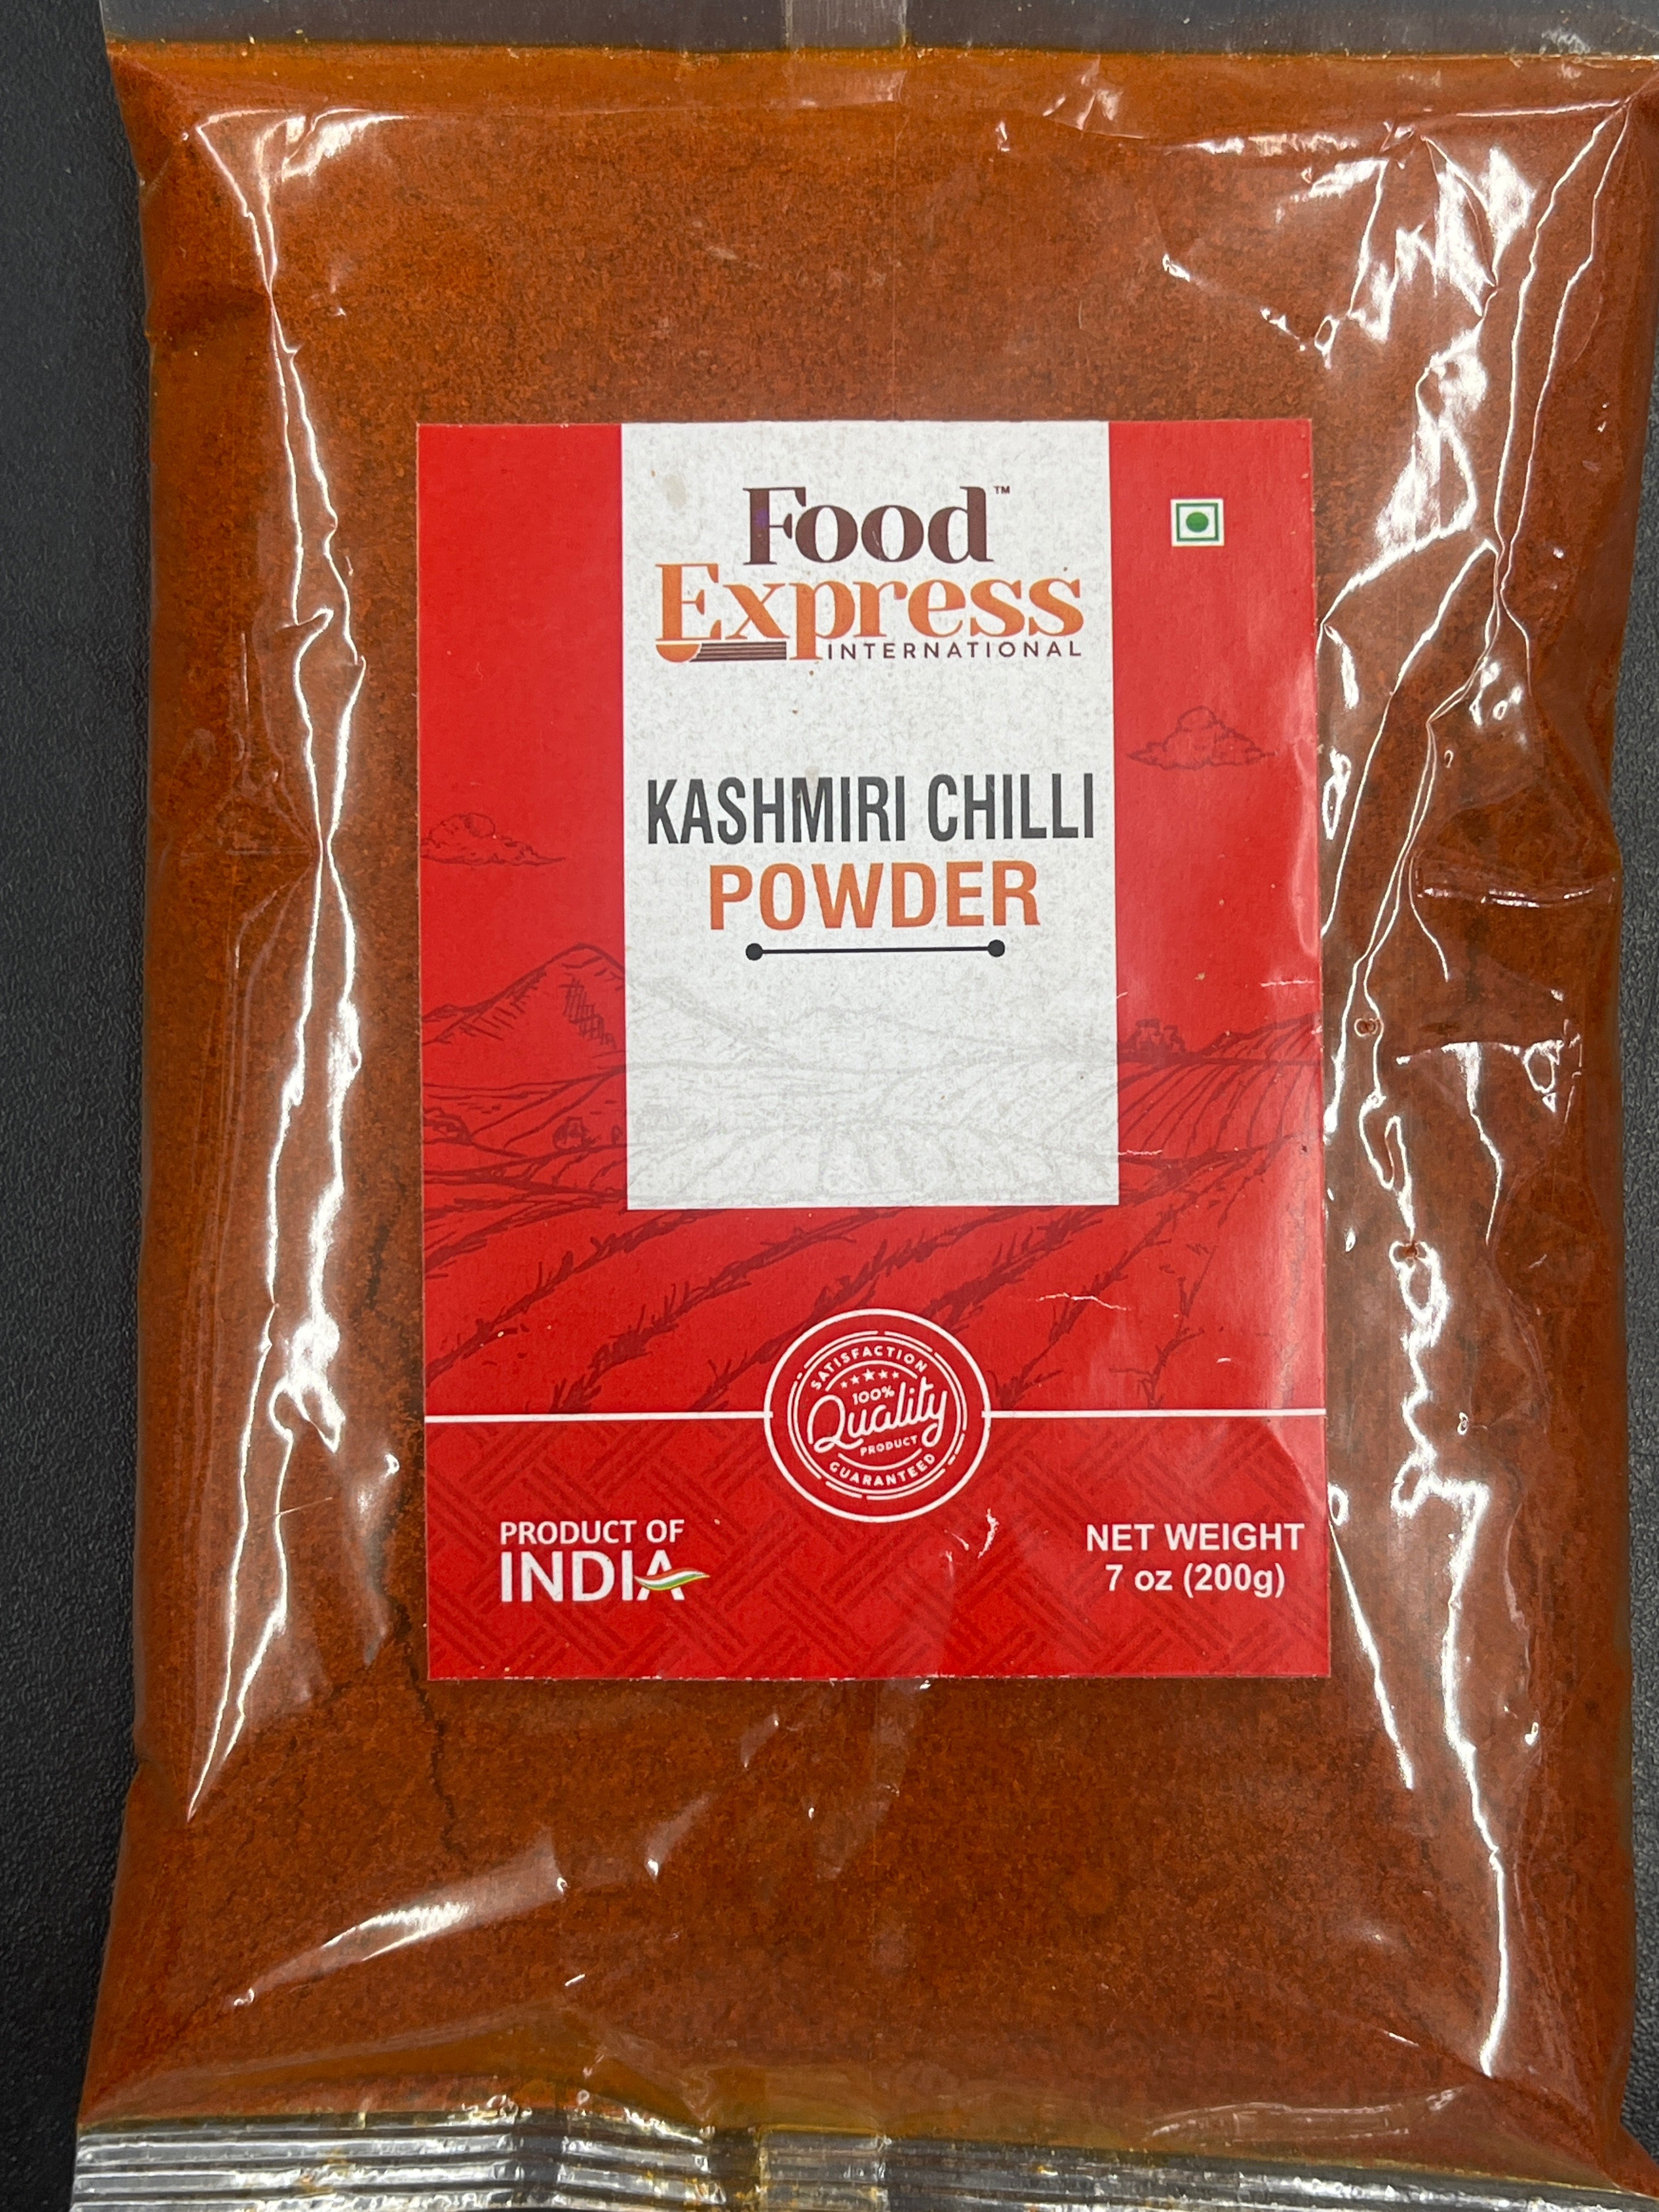 Food™
Express
INTERNATIONAL
KASHMIRI CHILLI
POWDER
SATISFACTION
100%
Quality
PRODUCT
GUARANTEED
PRODUCT OF
INDIA
NET WEIGHT
7 oz (200g)